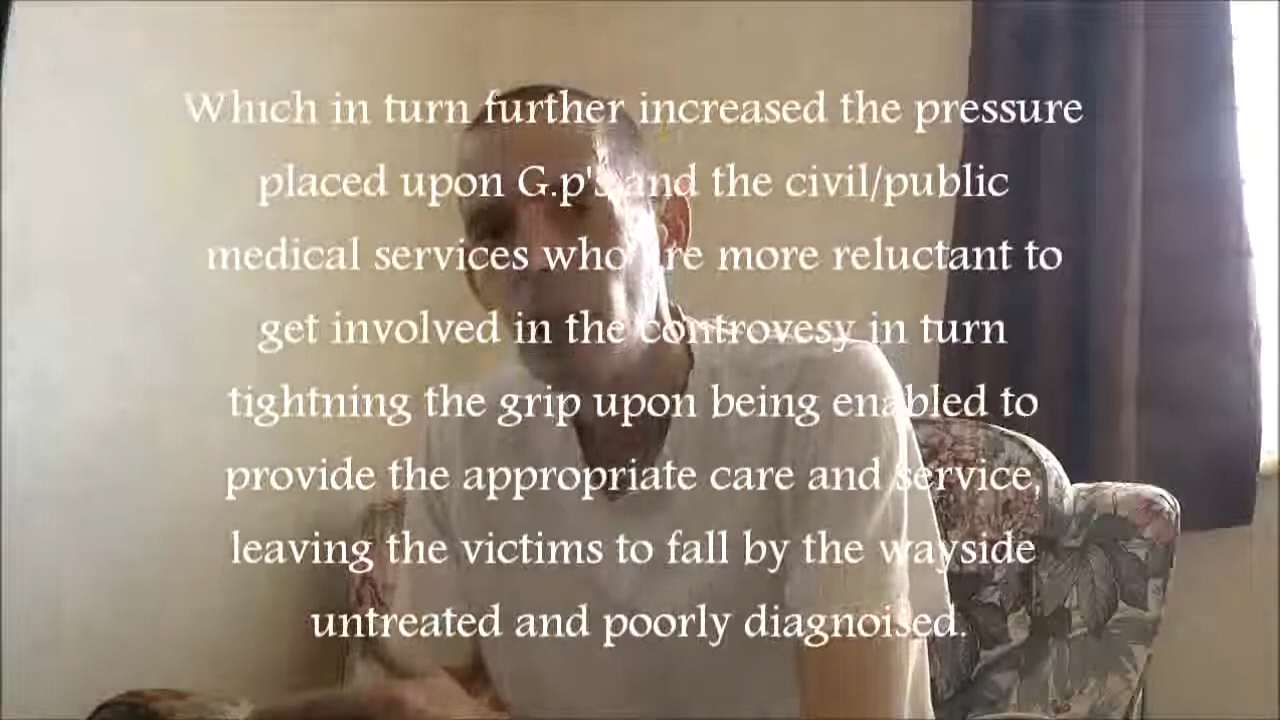 Which in turn further increased the pressure
placed upon G.p's and the civil/public
medical services who are more reluctant to
get involved in the controvesy in turn
tightning the grip upon being enabled to
provide the appropriate care and service,
leaving the victims to fall by the wayside
untreated and poorly diagnoised.